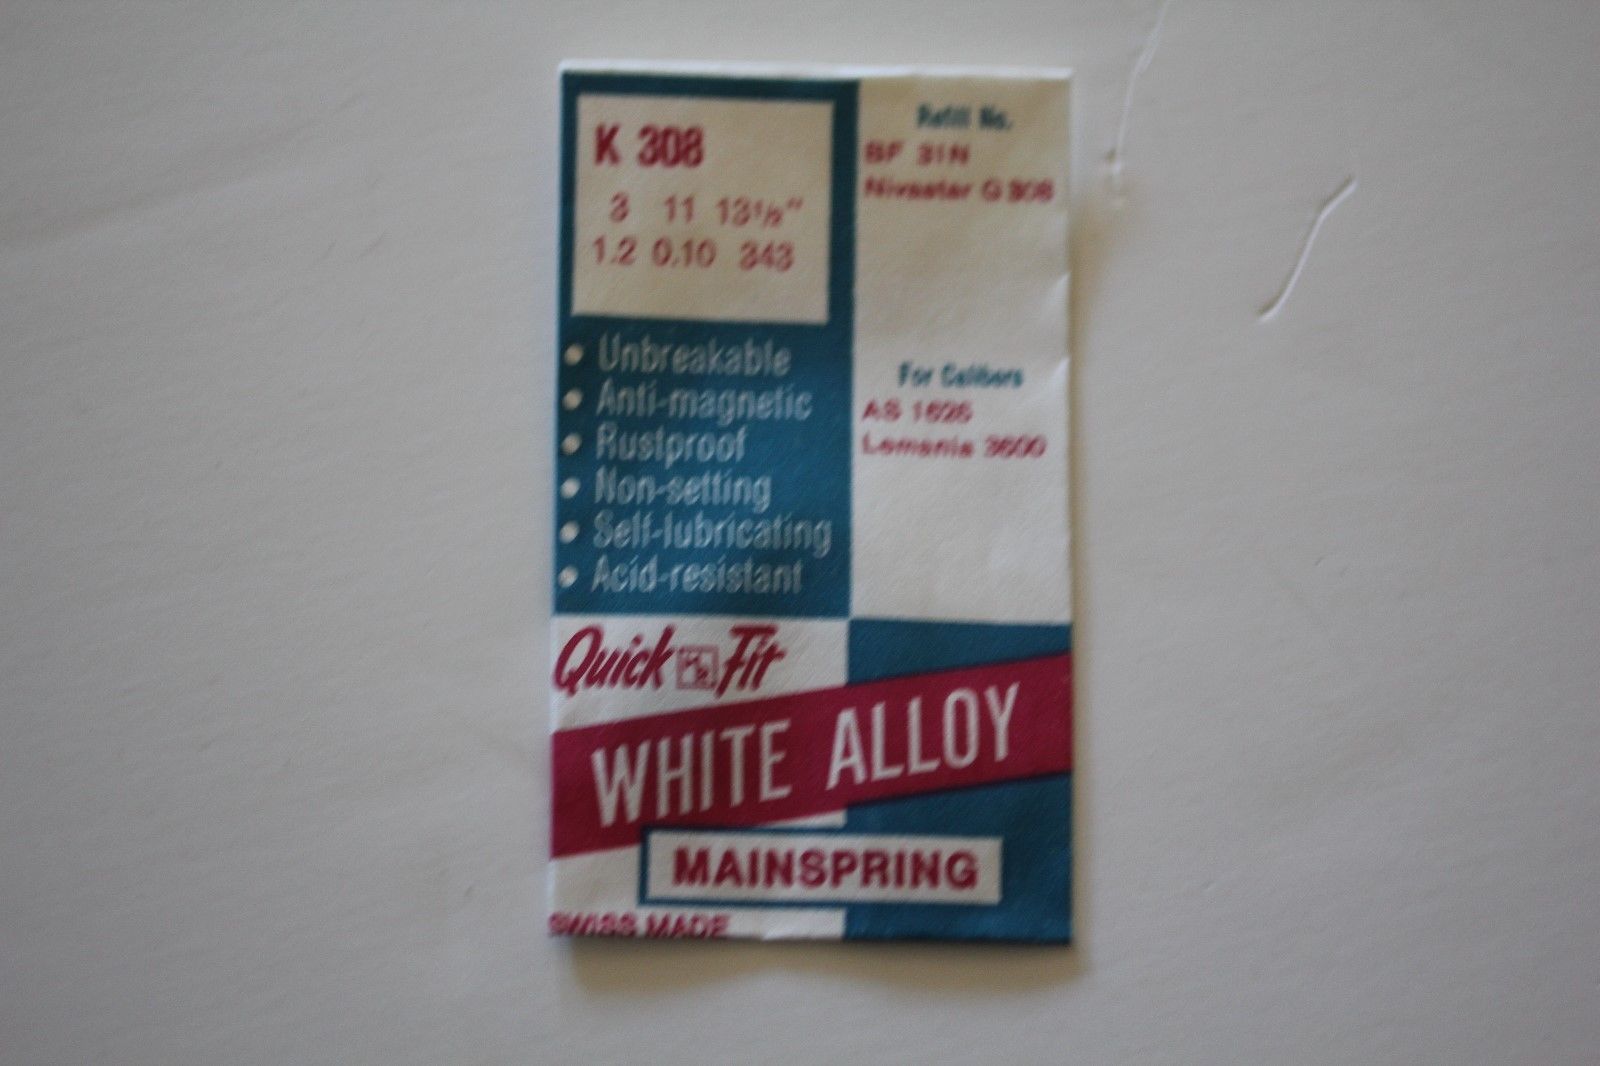 K 308
3 11 13½"
1.2 0.10 343
• Unbreakable
• Anti-magnetic
• Rustproof
• Non-setting
• Self-lubricating
• Acid-resistant
Refill No.
BF 31N
Nivastar G 308
For Calibers
AS 1626
Lemania 3600
Quick Fit
WHITE ALLOY
MAINSPRING
SWISS MADE